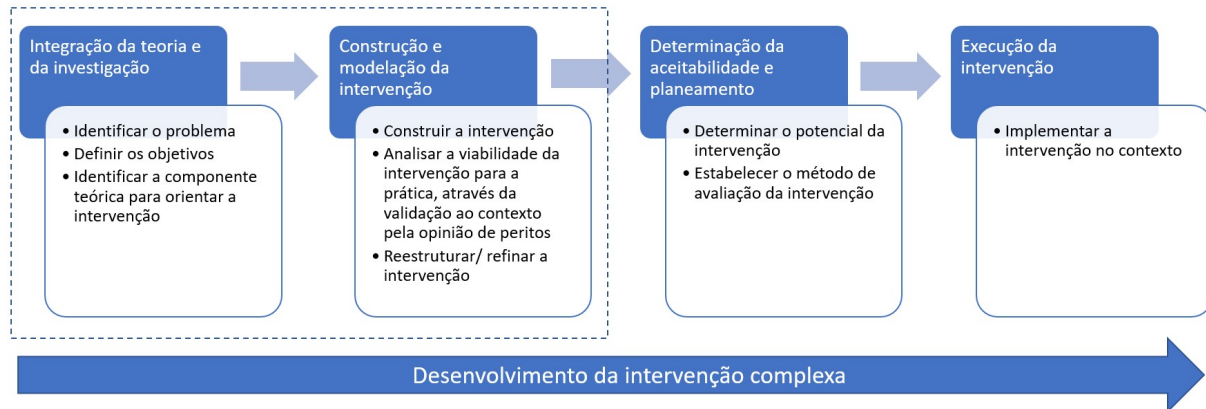 Integração da teoria e
da investigação
• Identificar o problema
• Definir os objetivos
• Identificar a componente
teórica para orientar a
intervenção
Construção e
modelação da
intervenção
• Construir a intervenção
• Analisar a viabilidade da
intervenção para a
prática, através da
validação ao contexto
pela opinião de peritos
• Reestruturar/ refinar a
intervenção
Determinação da
aceitabilidade e
planeamento
• Determinar o potencial da
intervenção
• Estabelecer o método de
avaliação da intervenção
Execução da
intervenção
• Implementar a
intervenção no contexto
Desenvolvimento da intervenção complexa